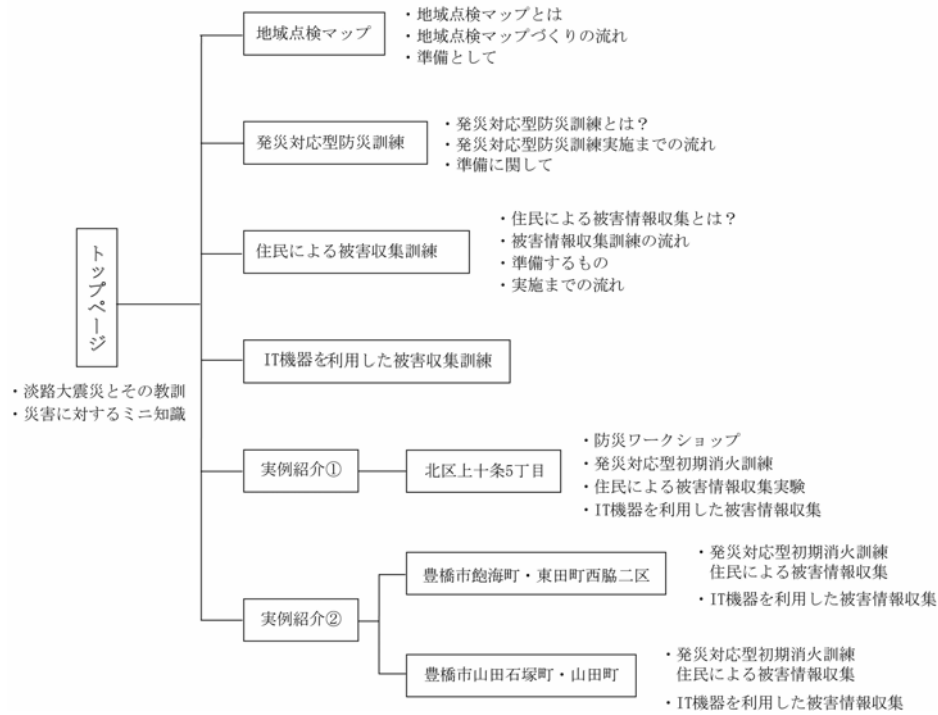 地域点検マップ
・地域点検マップとは
・地域点検マップづくりの流れ
・準備として
発災対応型防災訓練
・発災対応型防災訓練とは？
・発災対応型防災訓練実施までの流れ
・準備に関して
住民による被害収集訓練
・住民による被害情報収集とは？
・被害情報収集訓練の流れ
・準備するもの
・実施までの流れ
トップページ
IT機器を利用した被害収集訓練
・淡路大震災とその教訓
・災害に対するミニ知識
実例紹介①
北区上十条5丁目
・防災ワークショップ
・発災対応型初期消火訓練
・住民による被害情報収集実験
・IT機器を利用した被害情報収集
実例紹介②
豊橋市飽海町・東田町西脇二区
・発災対応型初期消火訓練
住民による被害情報収集
・IT機器を利用した被害情報収集
豊橋市山田石塚町・山田町
・発災対応型初期消火訓練
住民による被害情報収集
・IT機器を利用した被害情報収集